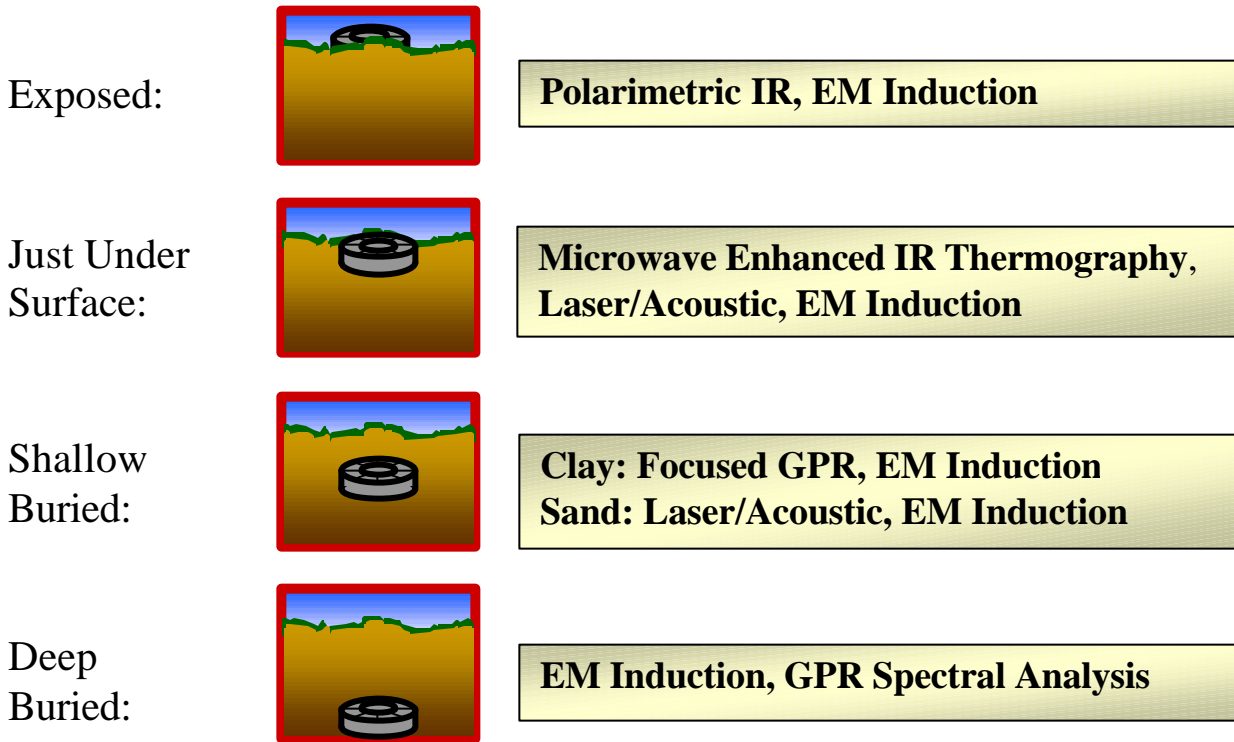 Exposed:
Polarimetric IR, EM Induction
Just Under
Surface:
Microwave Enhanced IR Thermography,
Laser/Acoustic, EM Induction
Shallow
Buried:
Clay: Focused GPR, EM Induction
Sand: Laser/Acoustic, EM Induction
Deep
Buried:
EM Induction, GPR Spectral Analysis